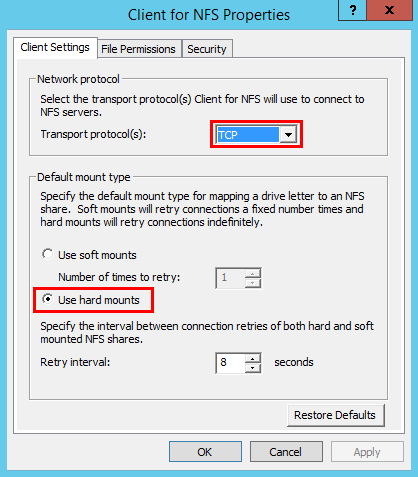 Client for NFS Properties
? x
Client Settings File Permissions Security
Network protocol
Select the transport protocol(s) Client for NFS will use to connect to
NFS servers.
Transport protocol(s): TCP
Default mount type
Specify the default mount type for mapping a drive letter to an NFS
share. Soft mounts will retry connections a fixed number times and
hard mounts will retry connections indefinitely.
Use soft mounts
Number of times to retry: 1
Use hard mounts
Specify the interval between connection retries of both hard and soft
mounted NFS shares.
Retry interval: 8 seconds
Restore Defaults
OK Cancel Apply